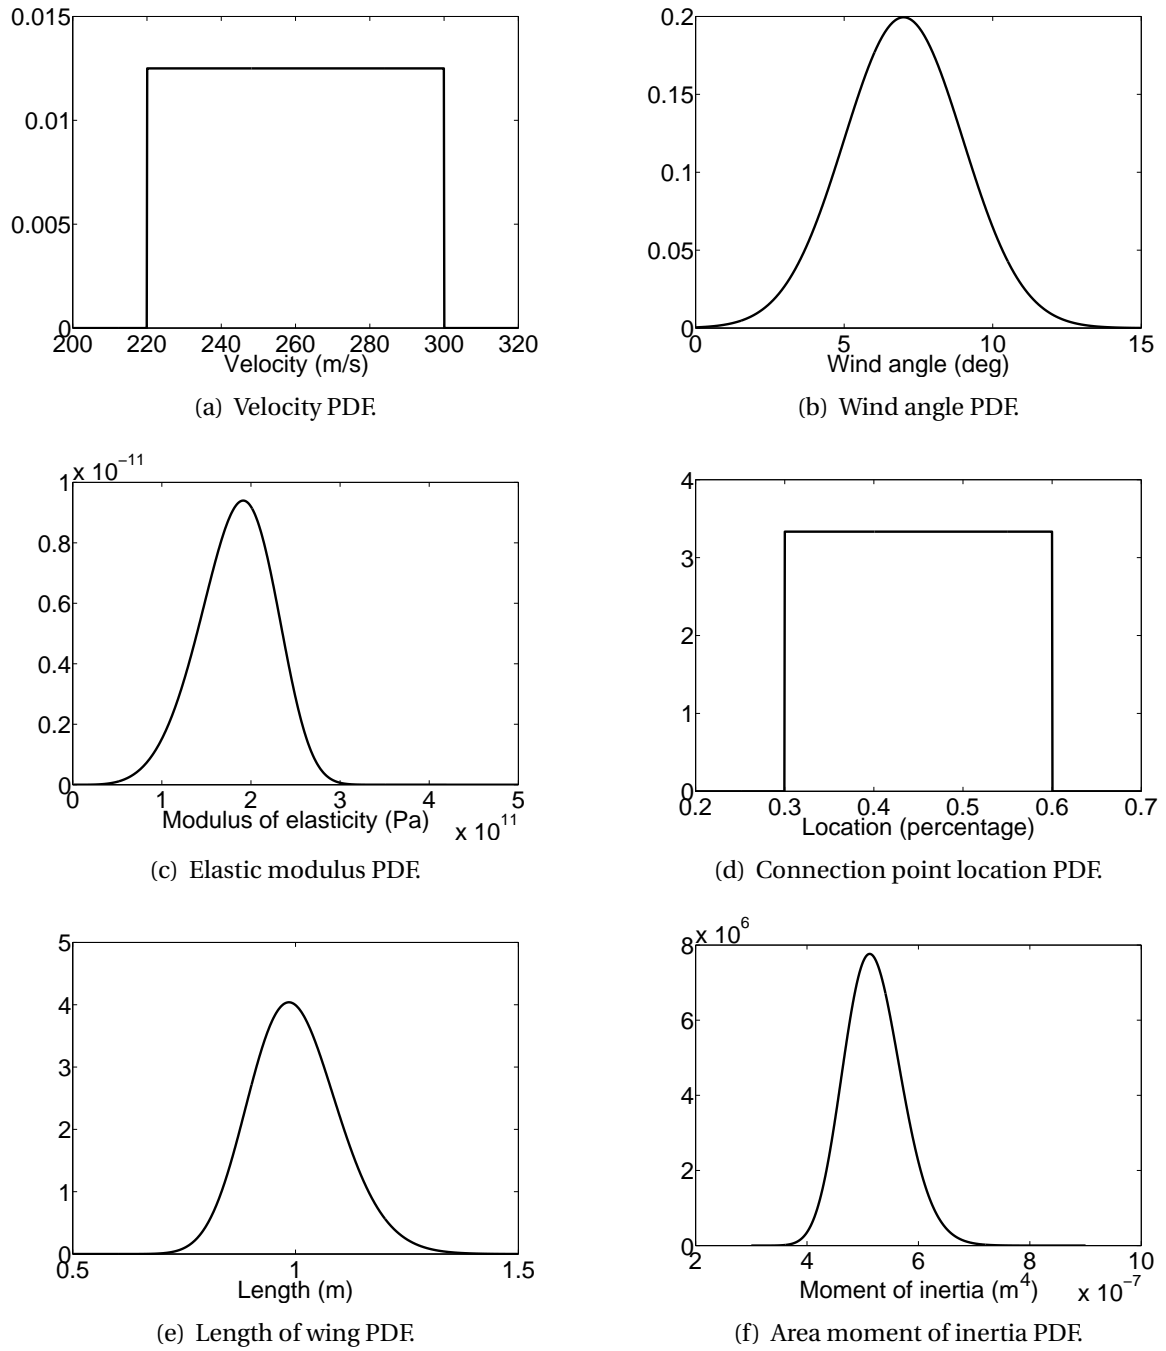 0.015
0.01
0.005
0
200 220 240 260 280 300 320
Velocity (m/s)
(a) Velocity PDF.
0.2
0.15
0.1
0.05
0
0 5 10 15
Wind angle (deg)
(b) Wind angle PDF.
x 10−11
1
0.8
0.6
0.4
0.2
0
0 1 2 3 4 5
Modulus of elasticity (Pa)
x 1011
(c) Elastic modulus PDF.
4
3
2
1
0
0.2 0.3 0.4 0.5 0.6 0.7
Location (percentage)
(d) Connection point location PDF.
5
4
3
2
1
0
0.5 1 1.5
Length (m)
(e) Length of wing PDF.
x 106
8
6
4
2
0
2 4 6 8 10
Moment of inertia (m4)
x 10−7
(f) Area moment of inertia PDF.